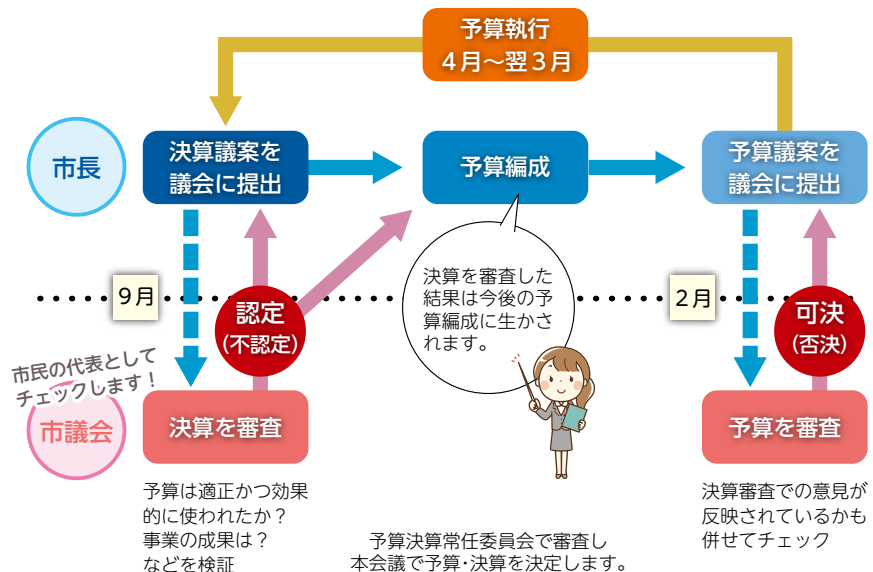 予算執行
4月～翌3月
市長
決算議案を
議会に提出
予算編成
予算議案を
議会に提出
決算を審査した
結果は今後の予
算編成に生かさ
れます。
9月
2月
認定
(不認定)
可決
(否決)
市民の代表として
チェックします！
市議会
決算を審査
予算を審査
予算は適正かつ効果
的に使われたか？
事業の成果は？
などを検証
予算決算常任委員会で審査し
本会議で予算・決算を決定します。
決算審査での意見が
反映されているかも
併せてチェック